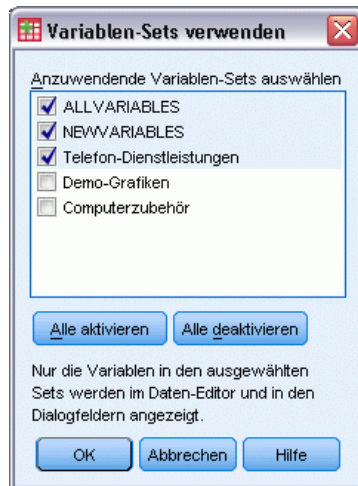 Variablen-Sets verwenden
Anzuwendende Variablen-Sets auswählen
ALLVARIABLES
NEWVARIABLES
Telefon-Dienstleistungen
Demo-Grafiken
Computerzubehör
Alle aktivieren
Alle deaktivieren
Nur die Variablen in den ausgewählten
Sets werden im Daten-Editor und in den
Dialogfeldern angezeigt.
OK
Abbrechen
Hilfe